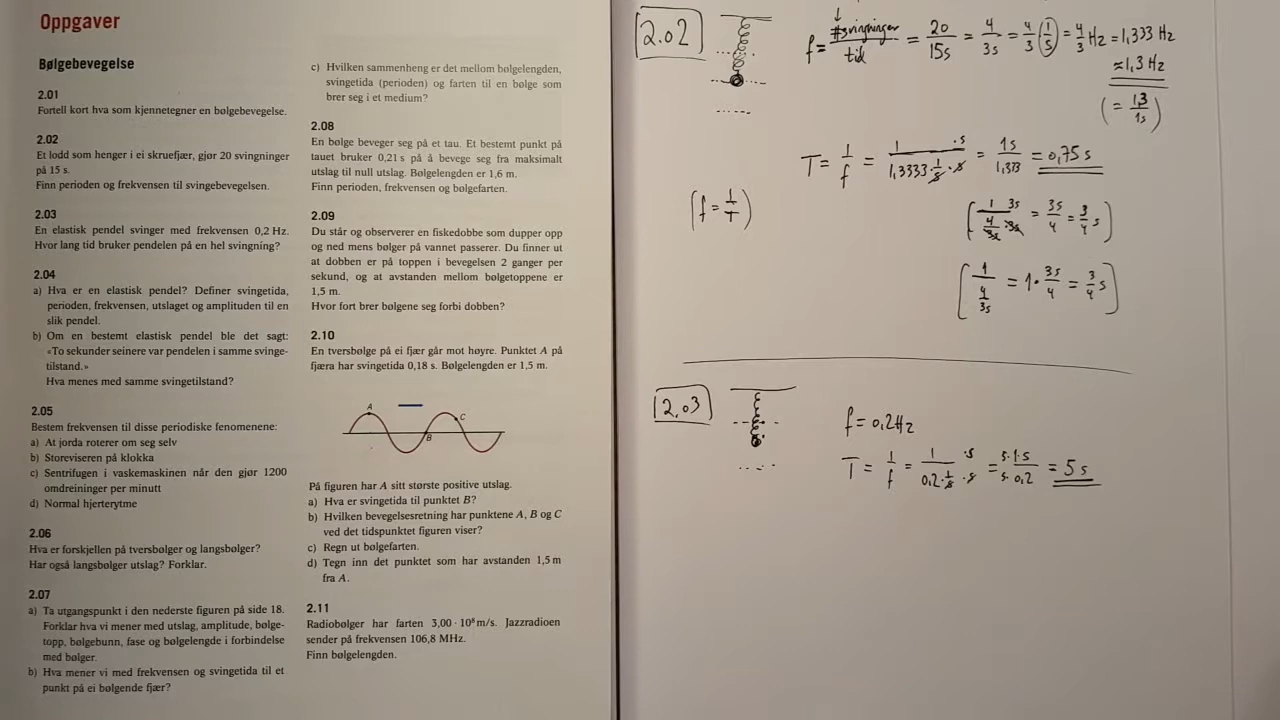 Oppgaver
Bølgebevegelse
2.01
Fortell kort hva som kjennetegner en bølgebevegelse.
2.02
Et lodd som henger i ei skruefjær, gjør 20 svingninger
på 15 s.
Finn perioden og frekvensen til svingebevegelsen.
2.03
En elastisk pendel svinger med frekvensen 0,2 Hz.
Hvor lang tid bruker pendelen på en hel svingning?
2.04
a) Hva er en elastisk pendel? Definer svingetida,
perioden, frekvensen, utslaget og amplituden til en
slik pendel.
b) Om en bestemt elastisk pendel ble det sagt:
«To sekunder seinere var pendelen i samme svinge-
tilstand.»
Hva menes med samme svingetilstand?
2.05
Bestem frekvensen til disse periodiske fenomenene:
a) At jorda roterer om seg selv
b) Storeviseren på klokka
c) Sentrifugen i vaskemaskinen når den gjør 1200
omdreininger per minutt
d) Normal hjerterytme
2.06
Hva er forskjellen på tversbølger og langsbølger?
Har også langsbølger utslag? Forklar.
2.07
a) Ta utgangspunkt i den nederste figuren på side 18.
Forklar hva vi mener med utslag, amplitude, bølge-
topp, bølgebunn, fase og bølgelengde i forbindelse
med bølger.
b) Hva mener vi med frekvensen og svingetida til et
punkt på ei bølgende fjær?
c) Hvilken sammenheng er det mellom bølgelengden,
svingetida (perioden) og farten til en bølge som
brer seg i et medium?
2.08
En bølge beveger seg på et tau. Et bestemt punkt på
tauet bruker 0,21 s på å bevege seg fra maksimalt
utslag til null utslag. Bølgelengden er 1,6 m.
Finn perioden, frekvensen og bølgefarten.
2.09
Du står og observerer en fiskedobbe som dupper opp
og ned mens bølger på vannet passerer. Du finner ut
at dobben er på toppen i bevegelsen 2 ganger per
sekund, og at avstanden mellom bølgetoppene er
1,5 m.
Hvor fort brer bølgene seg forbi dobben?
2.10
En tversbølge på ei fjær går mot høyre. Punktet A på
fjæra har svingetida 0,18 s. Bølgelengden er 1,5 m.
A
B
C
På figuren har A sitt største positive utslag.
a) Hva er svingetida til punktet B?
b) Hvilken bevegelsesretning har punktene A, B og C
ved det tidspunktet figuren viser?
c) Regn ut bølgefarten.
d) Tegn inn det punktet som har avstanden 1,5 m
fra A.
2.11
Radiobølger har farten 3,00 · 10⁸ m/s. Jazzradioen
sender på frekvensen 106,8 MHz.
Finn bølgelengden.
2.02
f = #svingninger/tid = 20/15s = 4/3s = 4/3 (1/s) = 4/3 Hz = 1,333 Hz
≈ 1,3 Hz
(= 1,3/1s)
T = 1/f = 1/1,3333 · 1/s · s · s = 1s/1,333 = 0,75 s
(f = 1/T)
(1/4/3s · 3s/3s = 3s/4 = 3/4 s)
(1/4/3s = 1 · 3s/4 = 3/4 s)
2.03
f = 0,2 Hz
T = 1/f = 1/0,2 · 1/s · s · s = 5·1·s/5·0,2 = 5 s